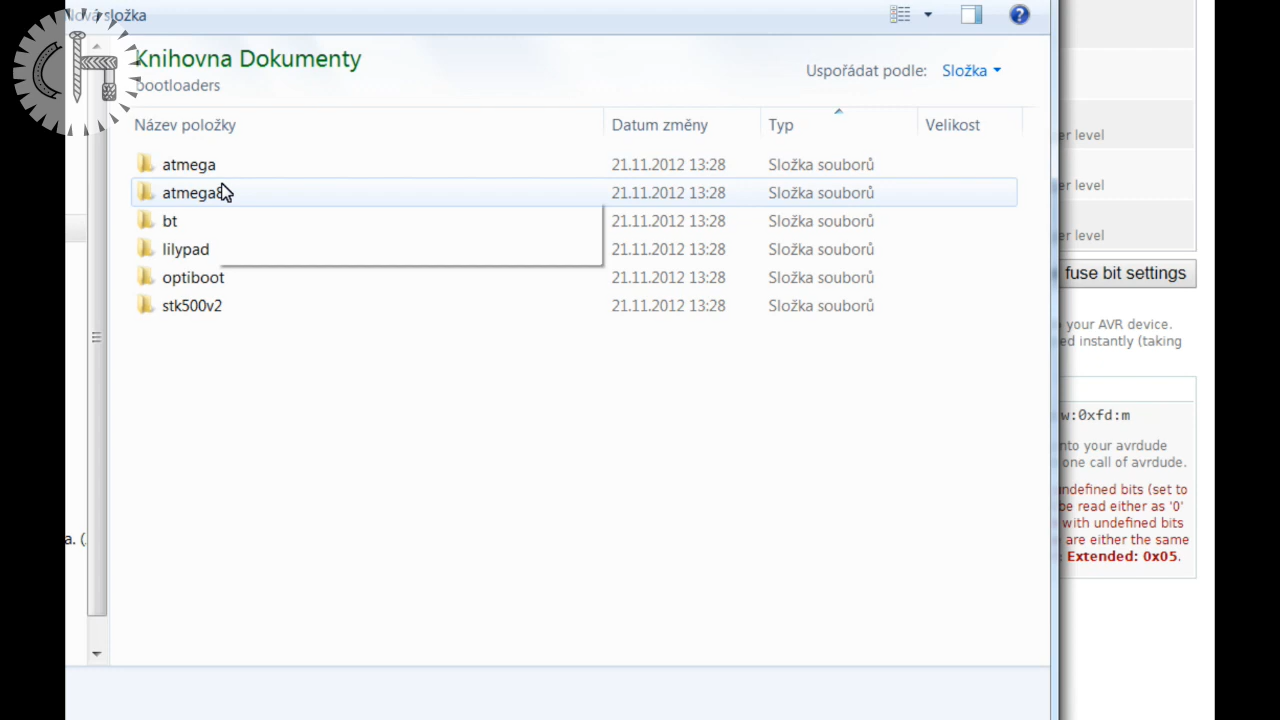 Nová složka
Knihovna Dokumenty
bootloaders
Uspořádat podle: Složka
Název položky Datum změny Typ Velikost
atmega 21.11.2012 13:28 Složka souborů
atmega8 21.11.2012 13:28 Složka souborů
bt 21.11.2012 13:28 Složka souborů
lilypad 21.11.2012 13:28 Složka souborů
optiboot 21.11.2012 13:28 Složka souborů
stk500v2 21.11.2012 13:28 Složka souborů
a. (
er level
er level
er level
fuse bit settings
your AVR device.
ed instantly (taking
w:0xfd:m
nto your avrdude
one call of avrdude.
undefined bits (set to
be read either as '0'
with undefined bits
are either the same
Extended: 0x05.